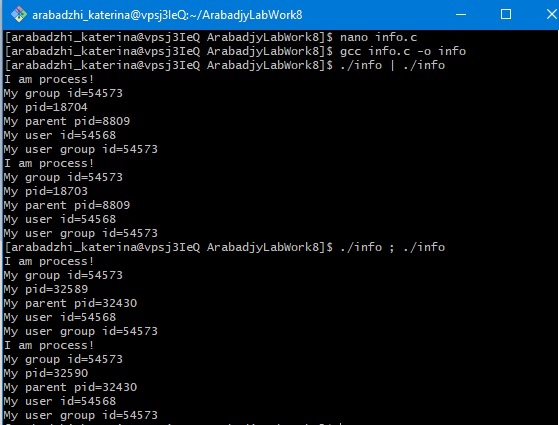 arabadzhi_katerina@vpsj3IeQ:~/ArabadjyLabWork8
[arabadzhi_katerina@vpsj3IeQ ArabadjyLabWork8]$ nano info.c
[arabadzhi_katerina@vpsj3IeQ ArabadjyLabWork8]$ gcc info.c -o info
[arabadzhi_katerina@vpsj3IeQ ArabadjyLabWork8]$ ./info | ./info
I am process!
My group id=54573
My pid=18704
My parent pid=8809
My user id=54568
My user group id=54573
I am process!
My group id=54573
My pid=18703
My parent pid=8809
My user id=54568
My user group id=54573
[arabadzhi_katerina@vpsj3IeQ ArabadjyLabWork8]$ ./info ; ./info
I am process!
My group id=54573
My pid=32589
My parent pid=32430
My user id=54568
My user group id=54573
I am process!
My group id=54573
My pid=32590
My parent pid=32430
My user id=54568
My user group id=54573